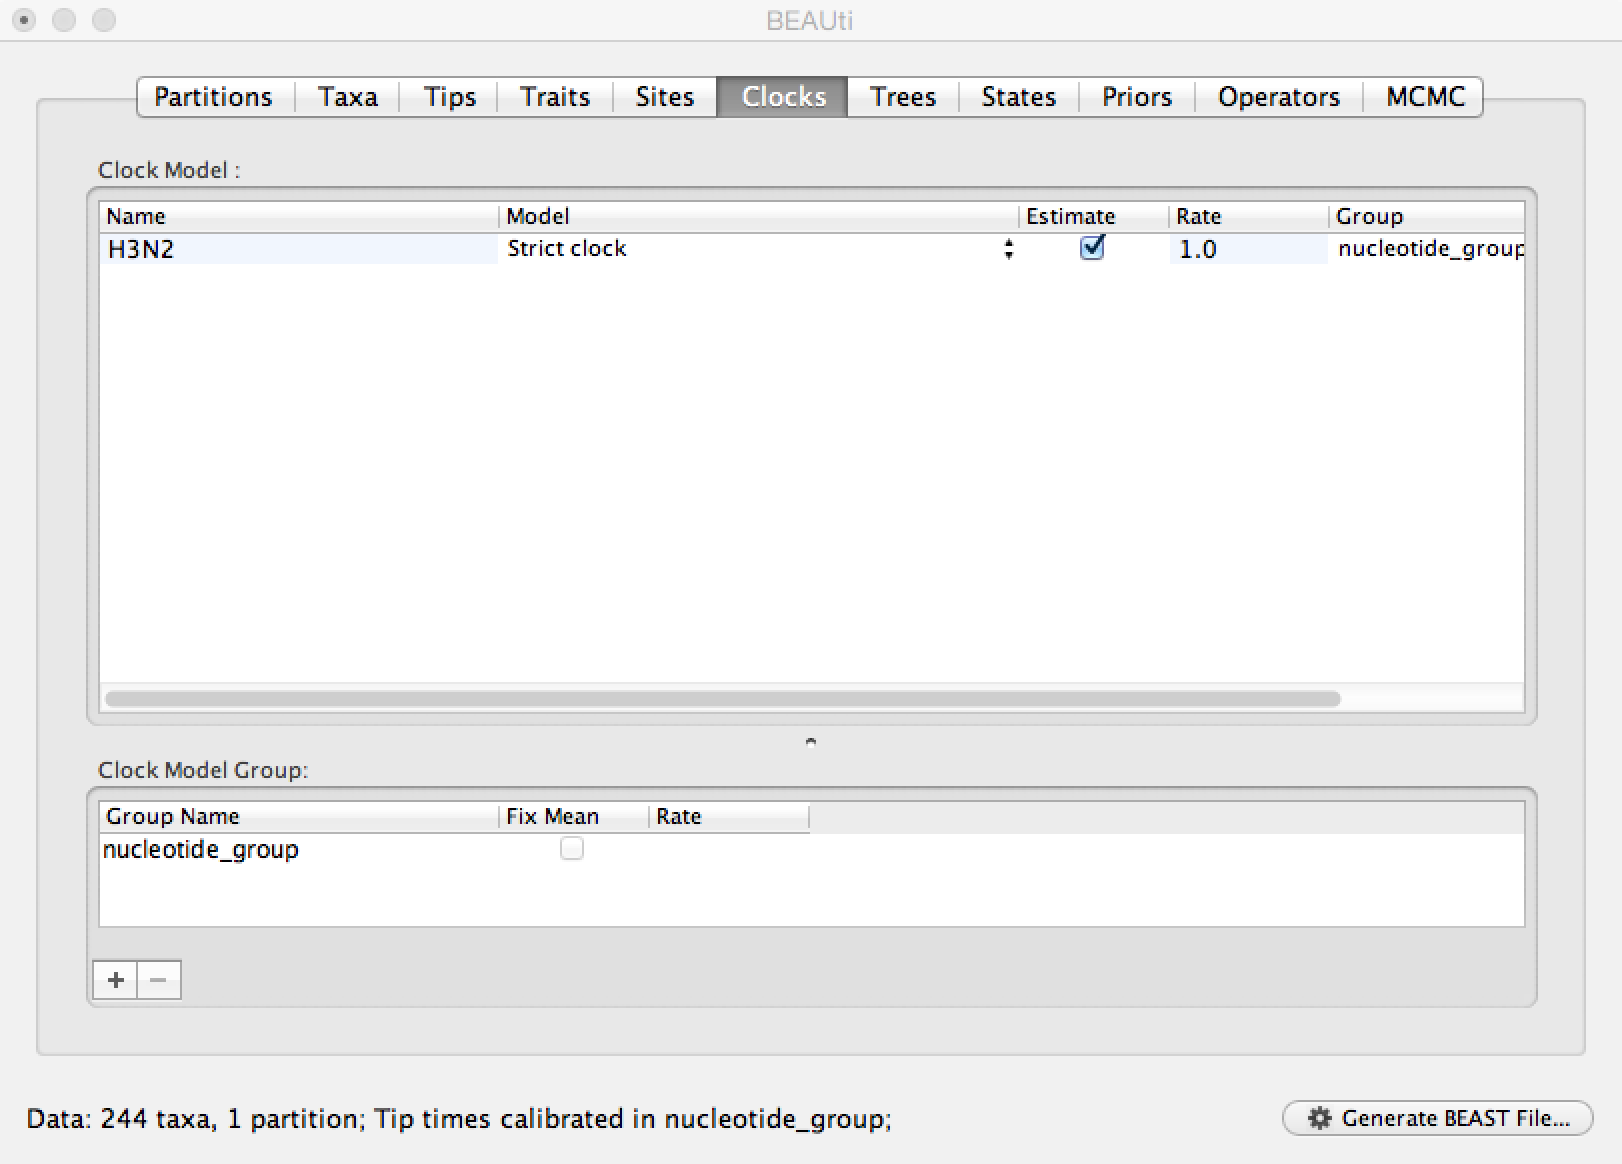 BEAUti
Partitions Taxa Tips Traits Sites Clocks Trees States Priors Operators MCMC
Clock Model :
Name Model Estimate Rate Group
H3N2 Strict clock 1.0 nucleotide_group
Clock Model Group:
Group Name Fix Mean Rate
nucleotide_group
+ −
Data: 244 taxa, 1 partition; Tip times calibrated in nucleotide_group;
Generate BEAST File...